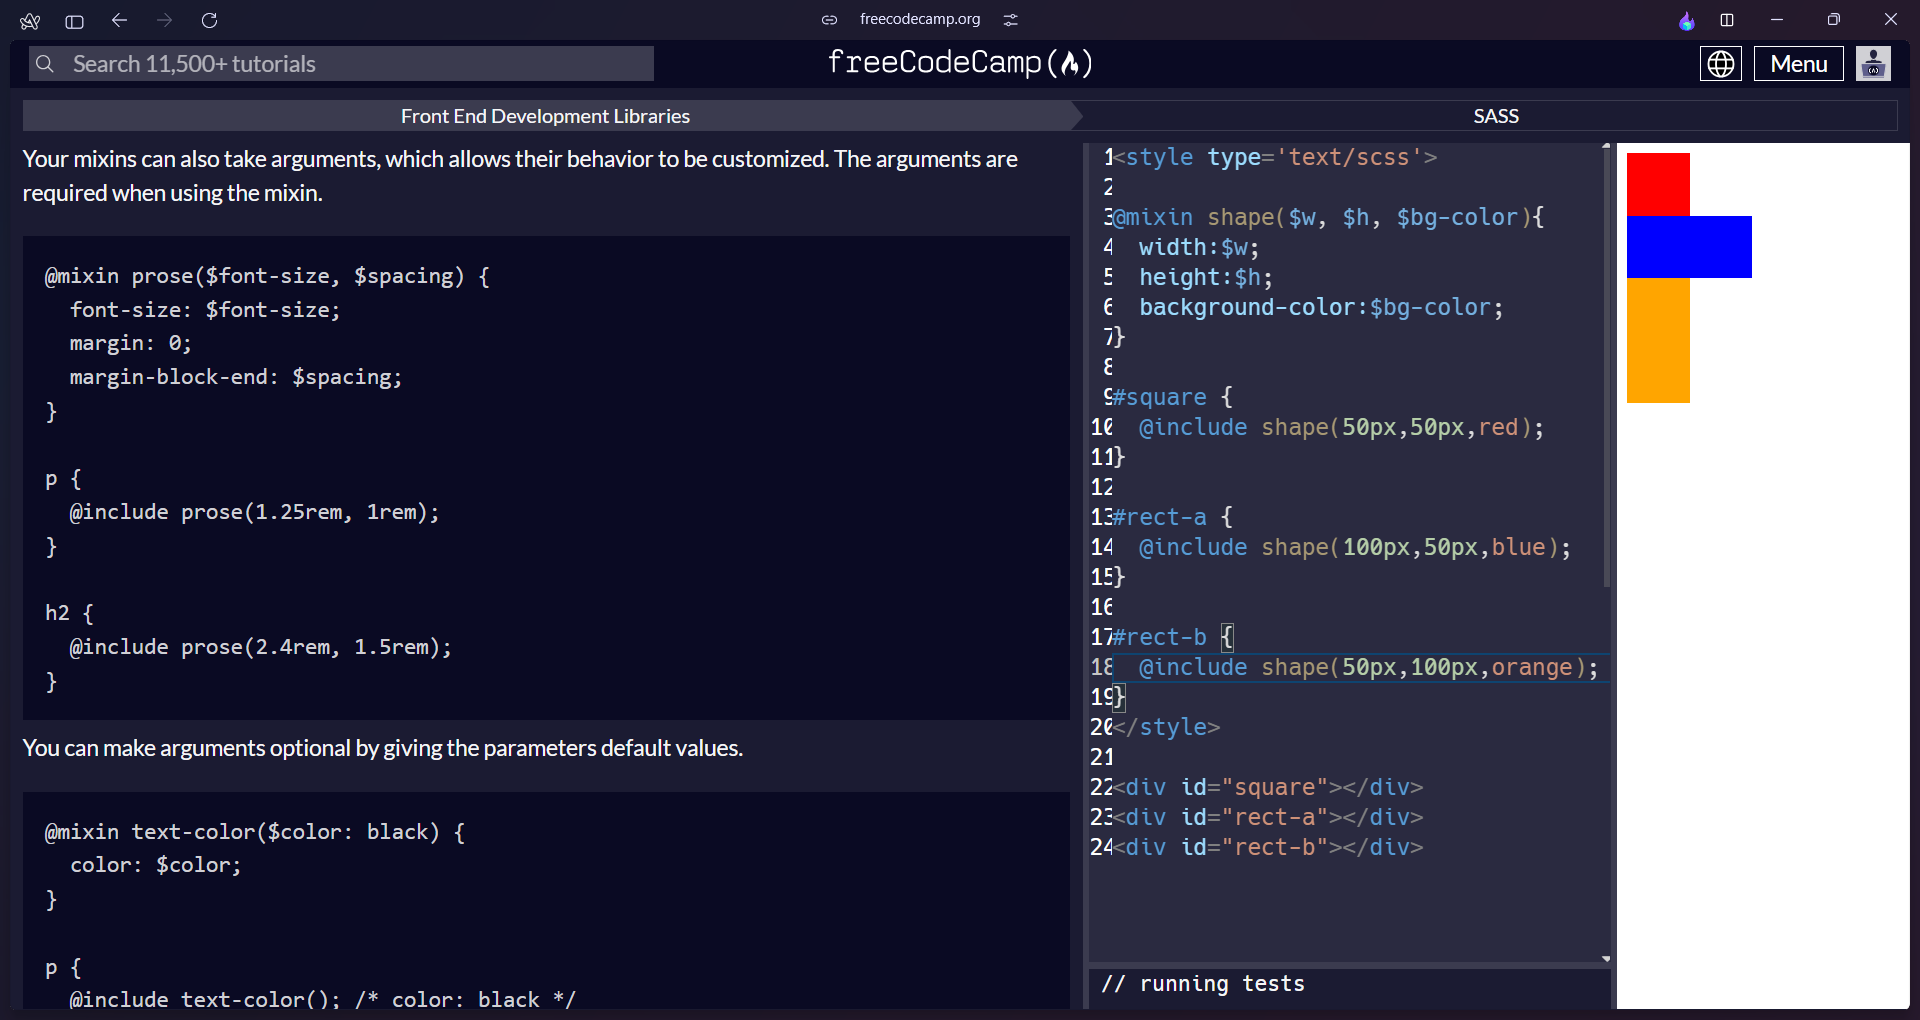 freecodecamp.org
Search 11,500+ tutorials
freeCodeCamp
Menu
Front End Development Libraries
SASS
Your mixins can also take arguments, which allows their behavior to be customized. The arguments are
required when using the mixin.
@mixin prose($font-size, $spacing) {
  font-size: $font-size;
  margin: 0;
  margin-block-end: $spacing;
}
p {
  @include prose(1.25rem, 1rem);
}
h2 {
  @include prose(2.4rem, 1.5rem);
}
You can make arguments optional by giving the parameters default values.
@mixin text-color($color: black) {
  color: $color;
}
p {
  @include text-color(); /* color: black */
1 <style type='text/scss'>
2
3 @mixin shape($w, $h, $bg-color){
4   width:$w;
5   height:$h;
6   background-color:$bg-color;
7 }
8
9 #square {
10   @include shape(50px,50px,red);
11 }
12
13 #rect-a {
14   @include shape(100px,50px,blue);
15 }
16
17 #rect-b {
18   @include shape(50px,100px,orange);
19 }
20 </style>
21
22 <div id="square"></div>
23 <div id="rect-a"></div>
24 <div id="rect-b"></div>
// running tests